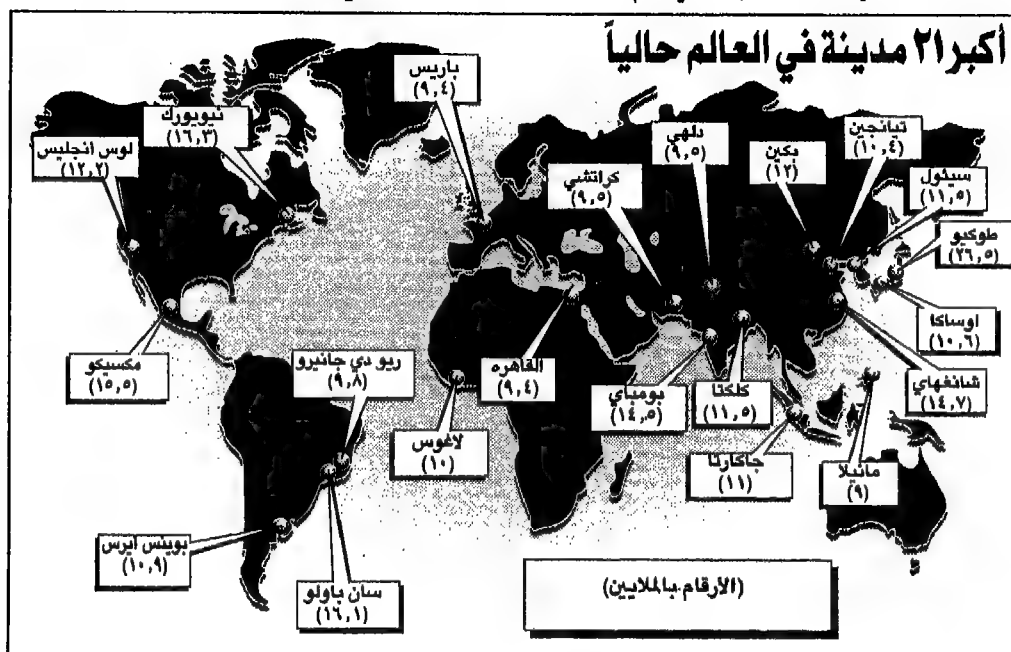 أكبر ٢١ مدينة في العالم حالياً
باريس
(٩,٤)
نيويورك
(١٦,٣)
لوس انجليس
(١٢,٢)
دلهي
(٩,٥)
كراتشي
(٩,٥)
بكين
(١٢)
تيانجين
(١٠,٤)
سيئول
(١١,٥)
طوكيو
(٢٦,٥)
اوساكا
(١٠,٦)
شانغهاي
(١٤,٧)
مكسيكو
(١٥,٥)
ريو دي جانيرو
(٩,٨)
القاهره
(٩,٤)
بومباي
(١٤,٥)
كلكتا
(١١,٥)
لاغوس
(١٠)
جاكارتا
(١١)
مانيلا
(٩)
بوينس آيرس
(١٠,٩)
سان باولو
(١٦,١)
(الأرقام بالملايين)